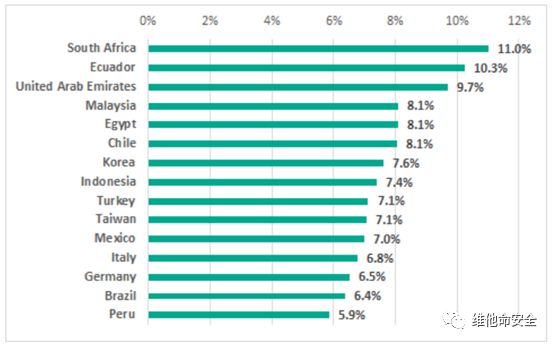 0% 2% 4% 6% 8% 10% 12%
South Africa 11.0%
Ecuador 10.3%
United Arab Emirates 9.7%
Malaysia 8.1%
Egypt 8.1%
Chile 8.1%
Korea 7.6%
Indonesia 7.4%
Turkey 7.1%
Taiwan 7.1%
Mexico 7.0%
Italy 6.8%
Germany 6.5%
Brazil 6.4%
Peru 5.9%
维他命安全